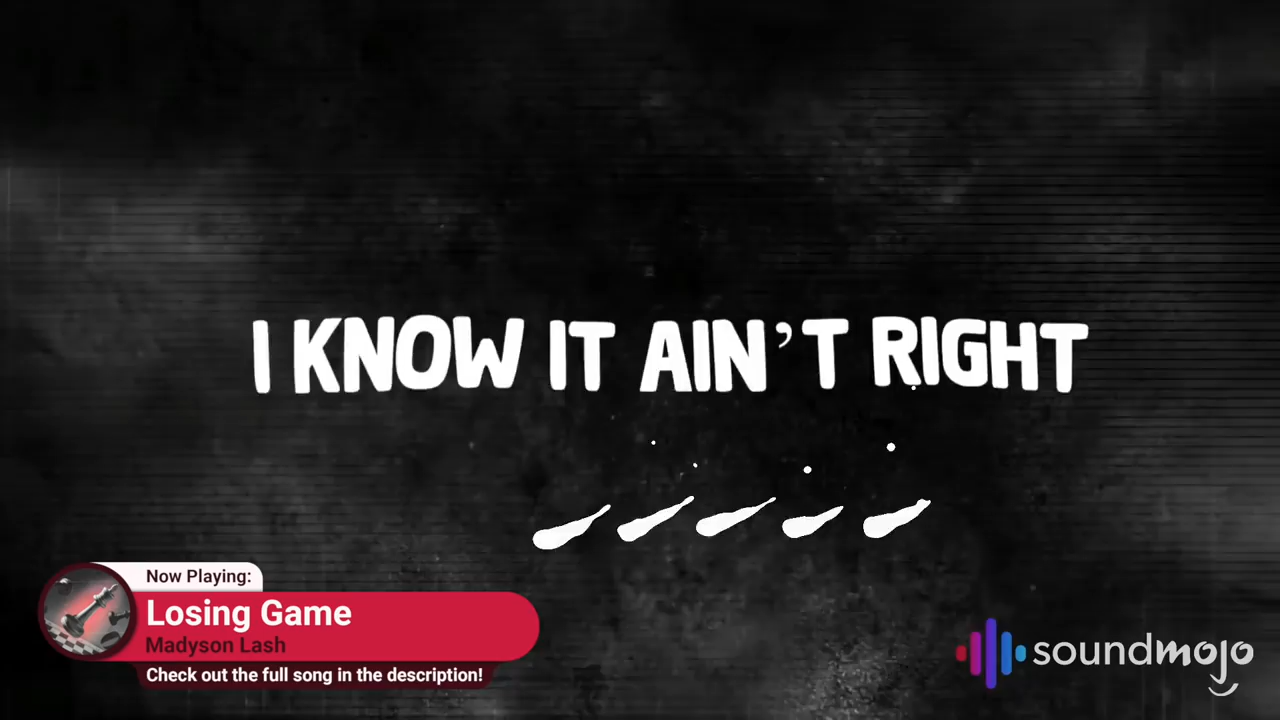 I KNOW IT AIN'T RIGHT
Now Playing:
Losing Game
Madyson Lash
Check out the full song in the description!
soundmojo